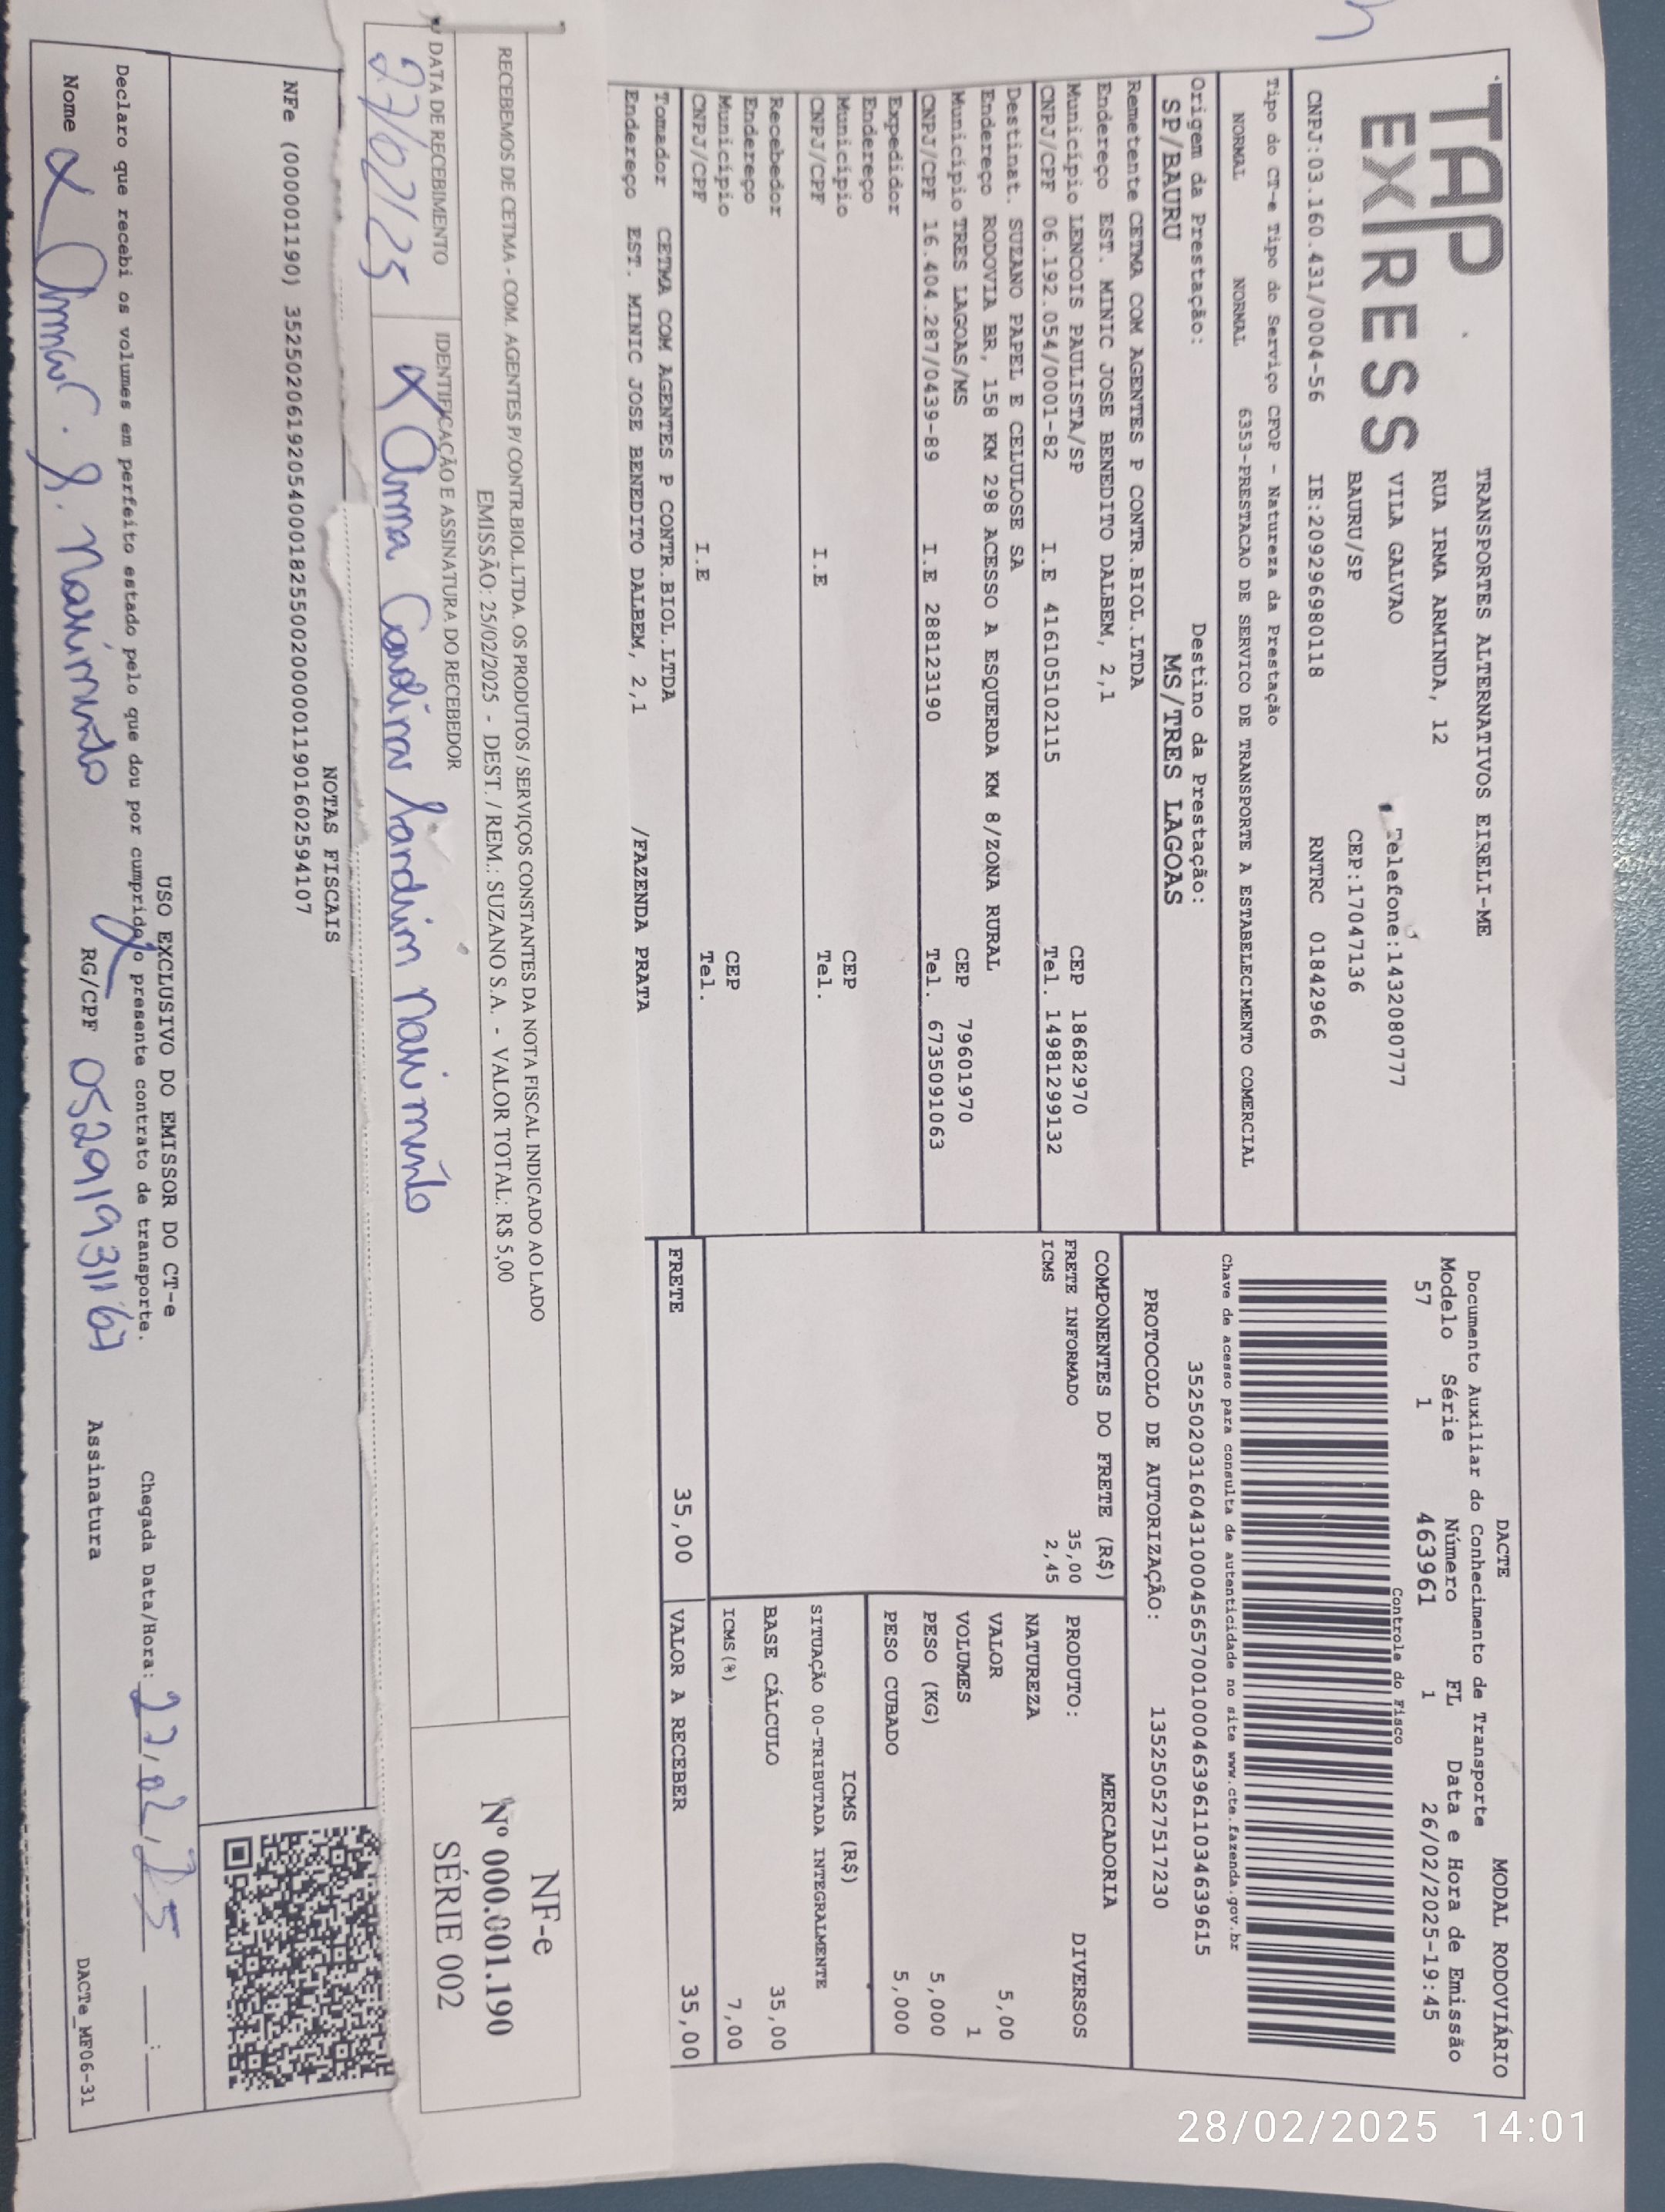 TAP
EXPRESS
TRANSPORTES ALTERNATIVOS EIRELI-ME
RUA IRMA ARMINDA, 12
VILA GALVAO Telefone:1432080777
BAURU/SP CEP:17047136
CNPJ:03.160.431/0004-56 IE:209296980118 RNTRC 01842966
DACTE MODAL RODOVIÁRIO
Documento Auxiliar do Conhecimento de Transporte
Modelo Série Número FL Data e Hora de Emissão
57 1 463961 1 26/02/2025-19:45
Controle do Fisco
Chave de acesso para consulta de autenticidade no site www.cte.fazenda.gov.br
35250203160431000456570010004639611034639615
PROTOCOLO DE AUTORIZAÇÃO: 135250527517230
Tipo do CT-e Tipo do Serviço CFOP - Natureza da Prestação
NORMAL NORMAL 6353-PRESTACAO DE SERVICO DE TRANSPORTE A ESTABELECIMENTO COMERCIAL
Origem da Prestação: Destino da Prestação:
SP/BAURU MS/TRES LAGOAS
Remetente CETMA COM AGENTES P CONTR.BIOL.LTDA
Endereço EST. MINIC JOSE BENEDITO DALBEM, 2,1
Município LENCOIS PAULISTA/SP CEP 18682970
CNPJ/CPF 06.192.054/0001-82 I.E 416105102115 Tel. 14981299132
Destinat. SUZANO PAPEL E CELULOSE SA
Endereço RODOVIA BR, 158 KM 298 ACESSO A ESQUERDA KM 8/ZONA RURAL
Município TRES LAGOAS/MS CEP 79601970
CNPJ/CPF 16.404.287/0439-89 I.E 288123190 Tel. 6735091063
Expedidor
Endereço
Município CEP
CNPJ/CPF I.E Tel.
Recebedor
Endereço
Município CEP
CNPJ/CPF I.E Tel.
Tomador CETMA COM AGENTES P CONTR.BIOL.LTDA
Endereço EST. MINIC JOSE BENEDITO DALBEM, 2,1 /FAZENDA PRATA
COMPONENTES DO FRETE (R$)
FRETE INFORMADO 35,00
ICMS 2,45
FRETE 35,00
MERCADORIA
PRODUTO: DIVERSOS
NATUREZA
VALOR 5,00
VOLUMES 1
PESO (KG) 5,000
PESO CUBADO 5,000
ICMS (R$)
SITUAÇÃO 00-TRIBUTADA INTEGRALMENTE
BASE CÁLCULO 35,00
ICMS(%) 7,00
VALOR A RECEBER 35,00
RECEBEMOS DE CETMA - COM. AGENTES P/ CONTR.BIOL.LTDA. OS PRODUTOS / SERVIÇOS CONSTANTES DA NOTA FISCAL INDICADO AO LADO
EMISSÃO: 25/02/2025 - DEST. / REM.: SUZANO S.A. - VALOR TOTAL: R$ 5,00
DATA DE RECEBIMENTO IDENTIFICAÇÃO E ASSINATURA DO RECEBEDOR
27/02/25 x Anna Carolina Jardim Nascimento
NF-e
Nº 000.001.190
SÉRIE 002
NOTAS FISCAIS
NFe (000001190) 35250206192054000182550020000011901602594107
USO EXCLUSIVO DO EMISSOR DO CT-e
Declaro que recebi os volumes em perfeito estado pelo que dou por cumprido o presente contrato de transporte. Chegada Data/Hora: 27/02/25 __:__
Nome x Anna C. J. Nascimento RG/CPF 05291931167 Assinatura
DACTe_MF06-31
28/02/2025 14:01